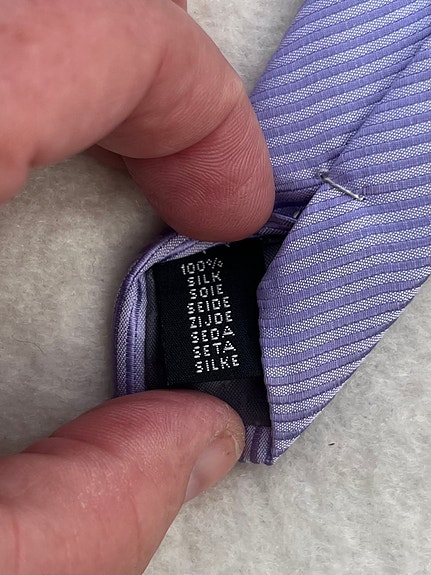 100%
SILK
SOIE
SEIDE
ZIJDE
SEDA
SETA
SILKE